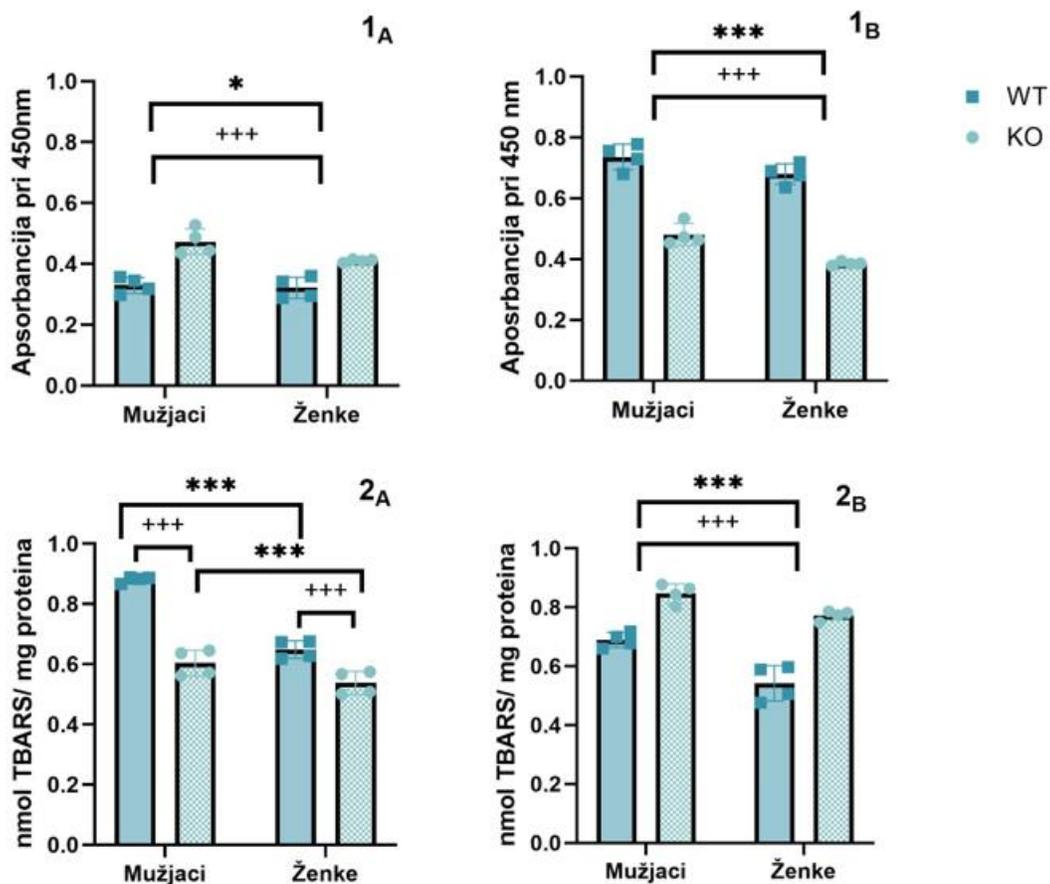 1A
*
+++
Apsorbancija pri 450nm
1.0
0.8
0.6
0.4
0.2
0.0
Mužjaci Ženke
1B
***
+++
Aposrbancija pri 450 nm
1.0
0.8
0.6
0.4
0.2
0.0
Mužjaci Ženke
WT
KO
2A
***
+++
***
+++
nmol TBARS/ mg proteina
1.0
0.8
0.6
0.4
0.2
0.0
Mužjaci Ženke
2B
***
+++
nmol TBARS/ mg proteina
1.0
0.8
0.6
0.4
0.2
0.0
Mužjaci Ženke